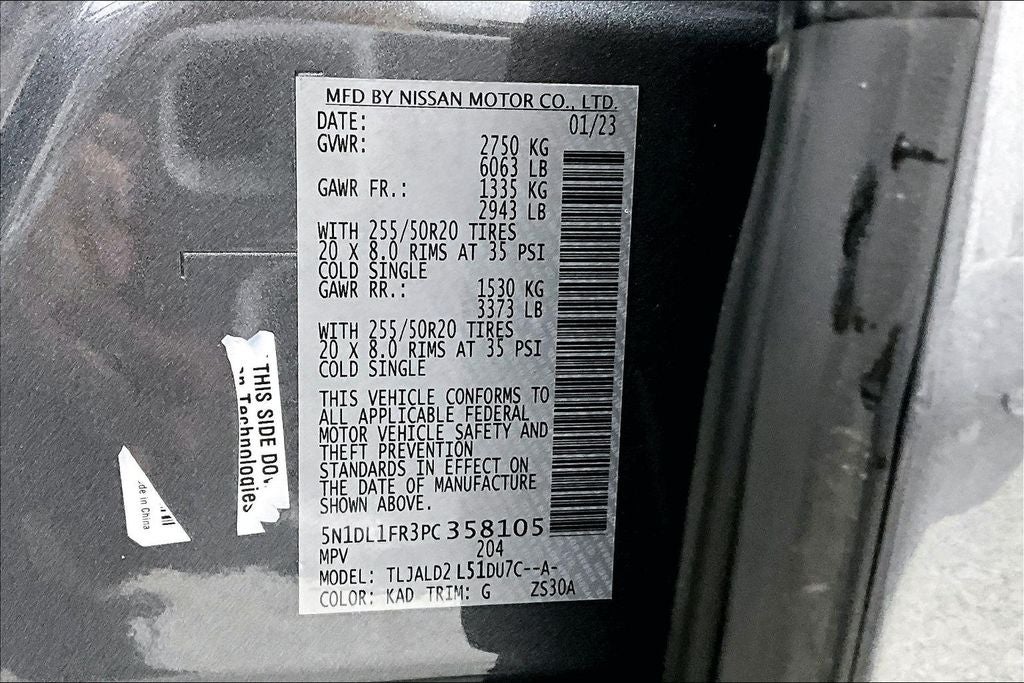 MFD BY NISSAN MOTOR CO., LTD.
DATE: 01/23
GVWR: 2750 KG
6063 LB
GAWR FR.: 1335 KG
2943 LB
WITH 255/50R20 TIRES
20 X 8.0 RIMS AT 35 PSI
COLD SINGLE
GAWR RR.: 1530 KG
3373 LB
WITH 255/50R20 TIRES
20 X 8.0 RIMS AT 35 PSI
COLD SINGLE
THIS VEHICLE CONFORMS TO
ALL APPLICABLE FEDERAL
MOTOR VEHICLE SAFETY AND
THEFT PREVENTION
STANDARDS IN EFFECT ON
THE DATE OF MANUFACTURE
SHOWN ABOVE.
5N1DL1FR3PC 358105
MPV 204
MODEL: TLJALD2 L51DU7C--A-
COLOR: KAD TRIM: G ZS30A
THIS SIDE
Technologies
in China